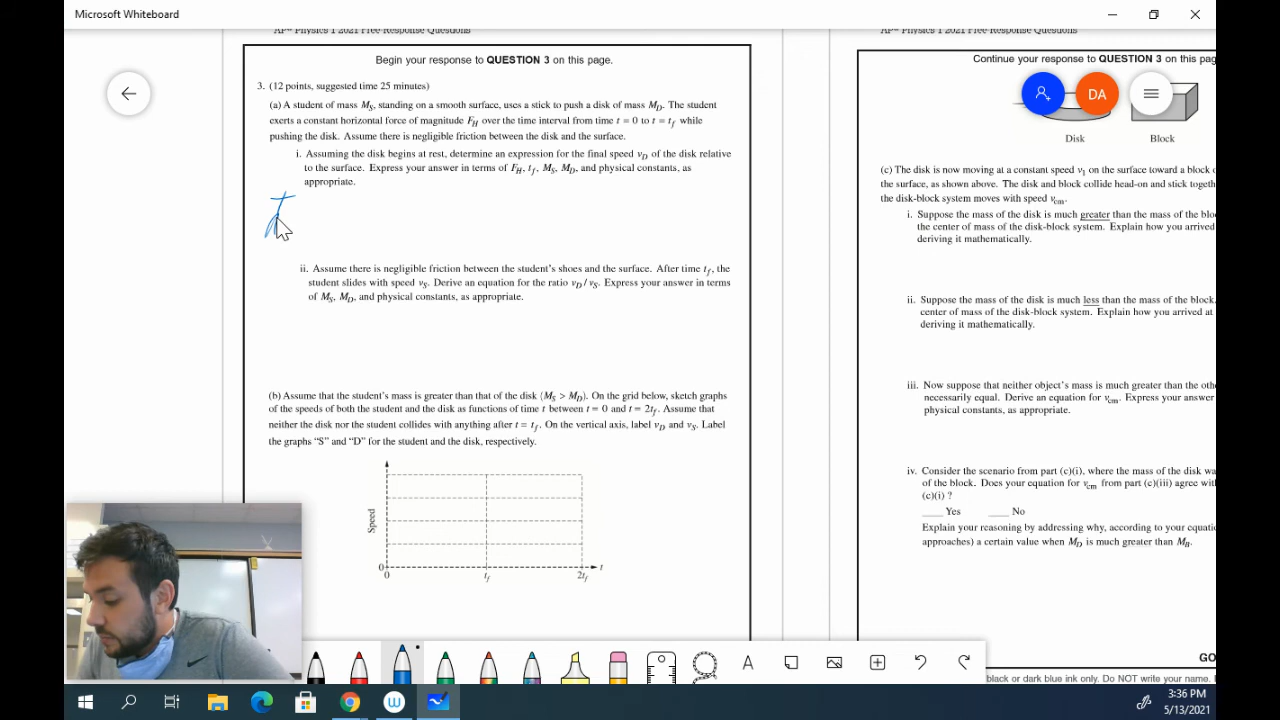 Microsoft Whiteboard
AP® Physics 1 2021 Free Response Questions
Begin your response to QUESTION 3 on this page.
3. (12 points, suggested time 25 minutes)
(a) A student of mass M_S, standing on a smooth surface, uses a stick to push a disk of mass M_D. The student
exerts a constant horizontal force of magnitude F_H over the time interval from time t = 0 to t = t_f while
pushing the disk. Assume there is negligible friction between the disk and the surface.
i. Assuming the disk begins at rest, determine an expression for the final speed v_D of the disk relative
to the surface. Express your answer in terms of F_H, t_f, M_S, M_D, and physical constants, as
appropriate.
ii. Assume there is negligible friction between the student's shoes and the surface. After time t_f, the
student slides with speed v_S. Derive an equation for the ratio v_D / v_S. Express your answer in terms
of M_S, M_D, and physical constants, as appropriate.
(b) Assume that the student's mass is greater than that of the disk (M_S > M_D). On the grid below, sketch graphs
of the speeds of both the student and the disk as functions of time t between t = 0 and t = 2t_f. Assume that
neither the disk nor the student collides with anything after t = t_f. On the vertical axis, label v_D and v_S. Label
the graphs "S" and "D" for the student and the disk, respectively.
Speed
0
0
t_f
2t_f
t
AP® Physics 1 2021 Free Response Questions
Continue your response to QUESTION 3 on this pag
DA
Disk
Block
(c) The disk is now moving at a constant speed v_1 on the surface toward a block o
the surface, as shown above. The disk and block collide head-on and stick togeth
the disk-block system moves with speed v_cm.
i. Suppose the mass of the disk is much greater than the mass of the blo
the center of mass of the disk-block system. Explain how you arrived
deriving it mathematically.
ii. Suppose the mass of the disk is much less than the mass of the block.
center of mass of the disk-block system. Explain how you arrived at
deriving it mathematically.
iii. Now suppose that neither object's mass is much greater than the othe
necessarily equal. Derive an equation for v_cm. Express your answer
physical constants, as appropriate.
iv. Consider the scenario from part (c)(i), where the mass of the disk wa
of the block. Does your equation for v_cm from part (c)(iii) agree with
(c)(i) ?
____ Yes ____ No
Explain your reasoning by addressing why, according to your equatio
approaches) a certain value when M_D is much greater than M_B.
GO
black or dark blue ink only. Do NOT write your name.
A
3:36 PM
5/13/2021